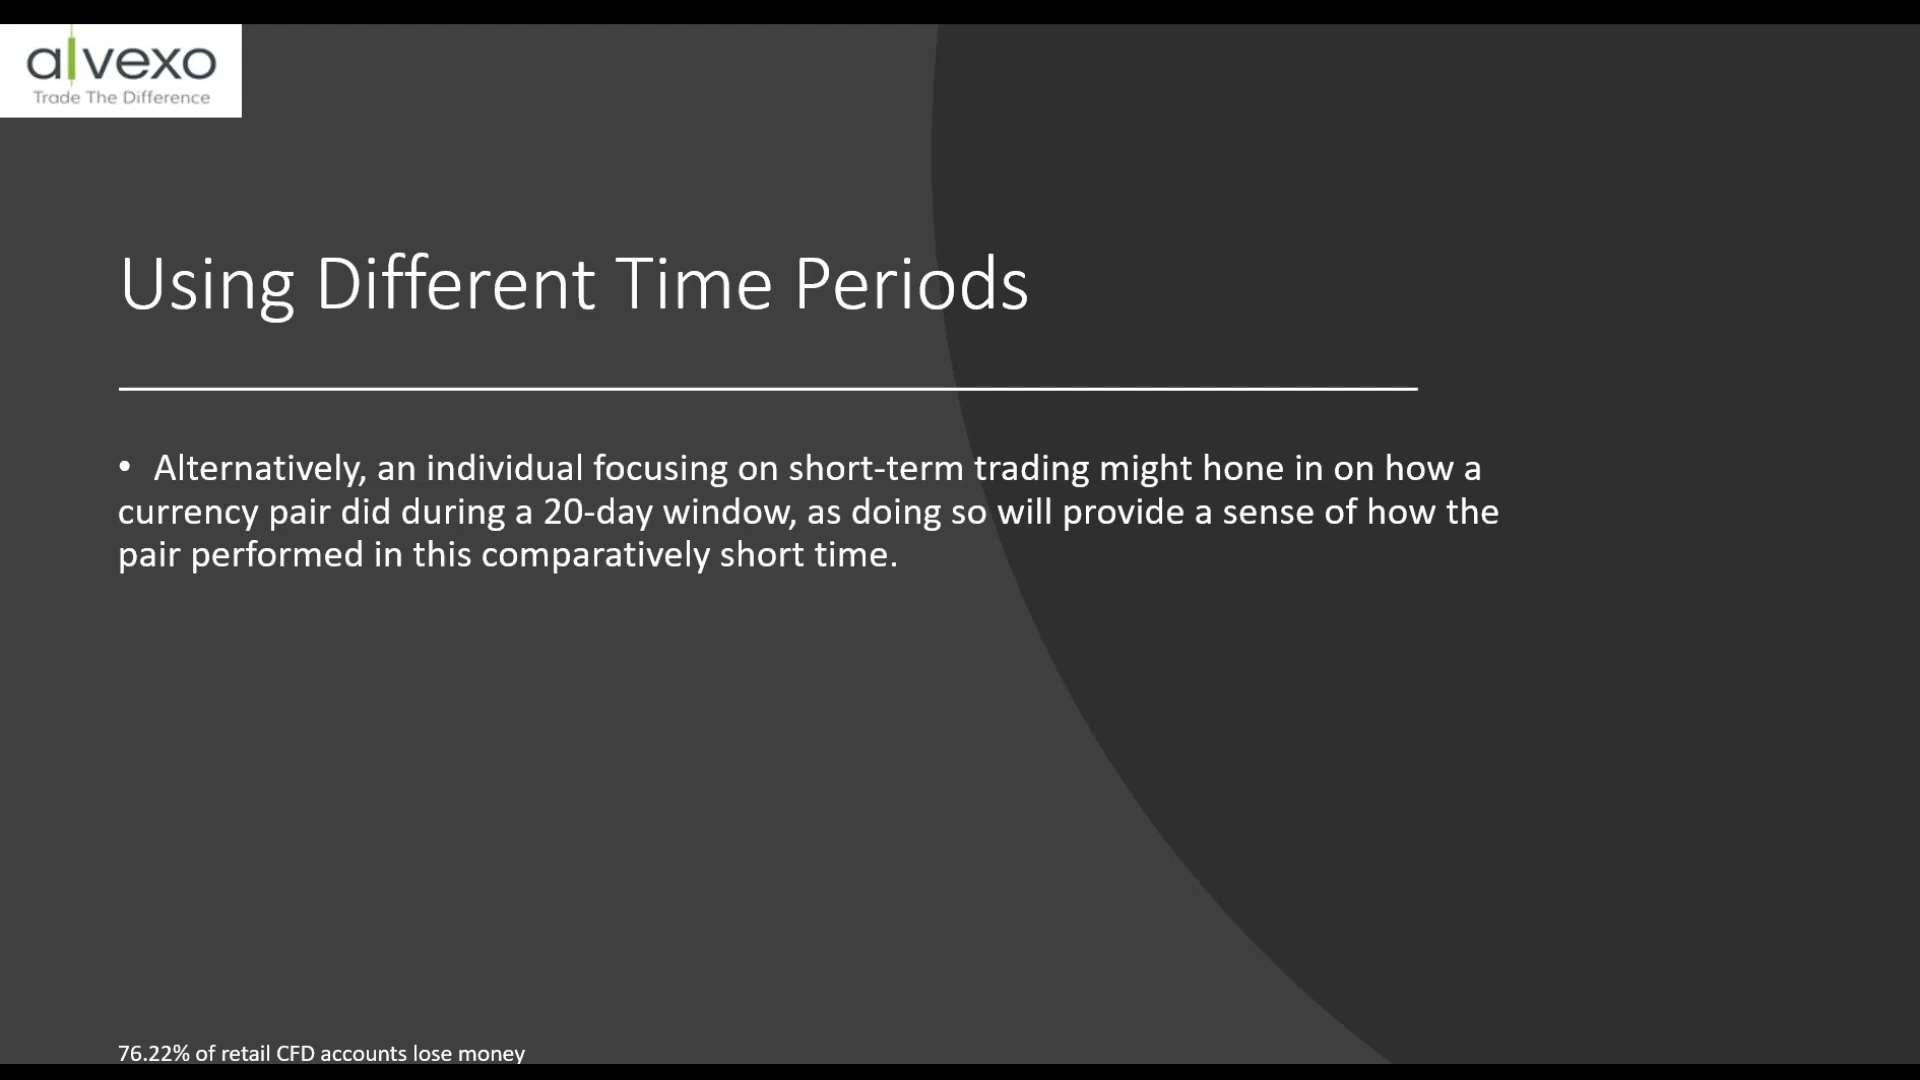 alvexo
Trade The Difference
Using Different Time Periods
• Alternatively, an individual focusing on short-term trading might hone in on how a
currency pair did during a 20-day window, as doing so will provide a sense of how the
pair performed in this comparatively short time.
76.22% of retail CFD accounts lose money